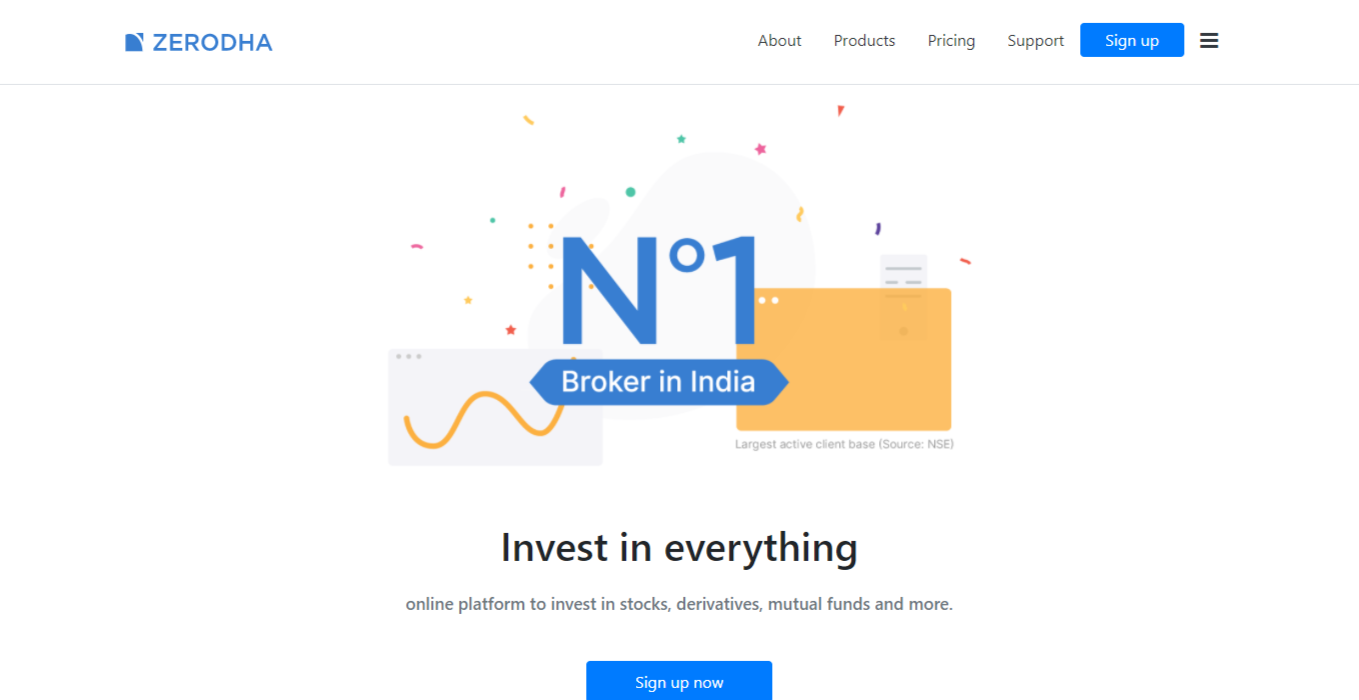 ZERODHA
About Products Pricing Support Sign up
N°1
Broker in India
Largest active client base (Source: NSE)
Invest in everything
online platform to invest in stocks, derivatives, mutual funds and more.
Sign up now